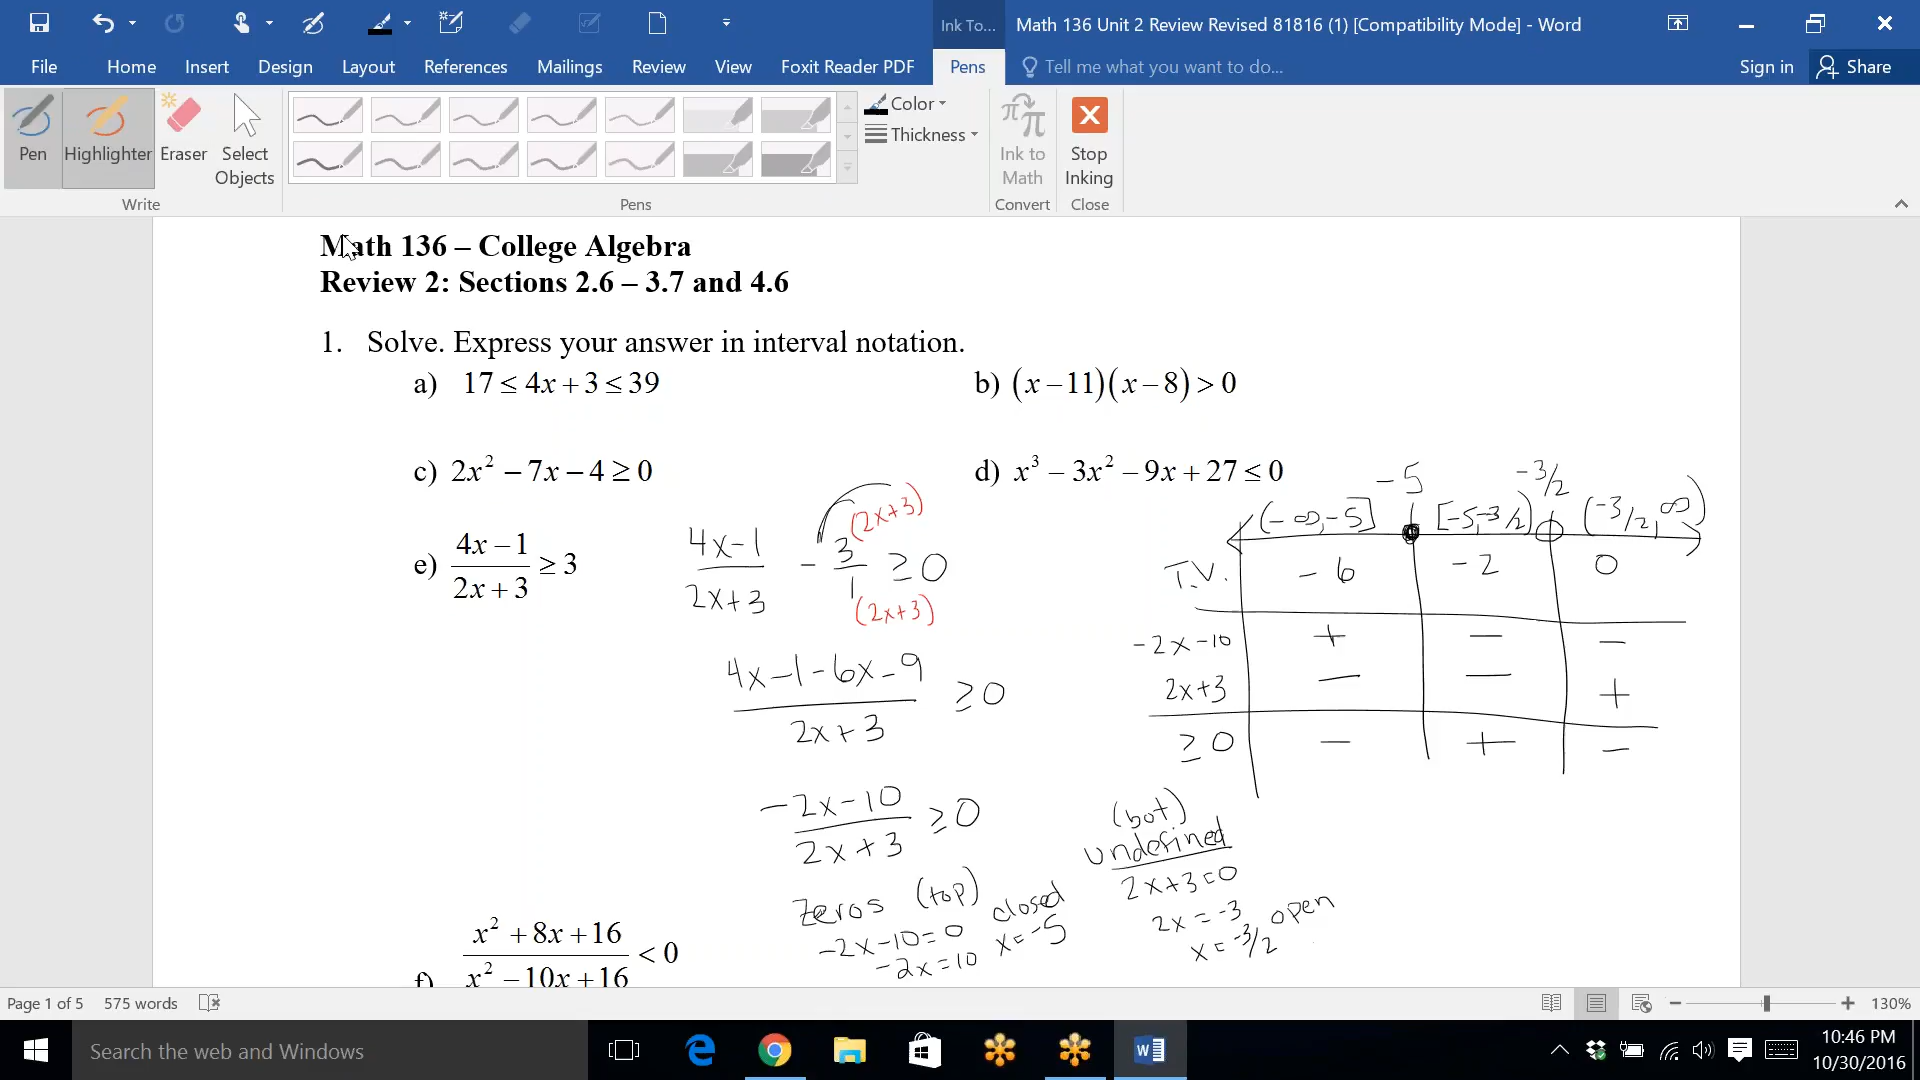 Ink To...
Math 136 Unit 2 Review Revised 81816 (1) [Compatibility Mode] - Word
File Home Insert Design Layout References Mailings Review View Foxit Reader PDF Pens Tell me what you want to do... Sign in Share
Pen Highlighter Eraser Select Objects
Color
Thickness
Ink to Math
Stop Inking
Write Pens Convert Close
Math 136 – College Algebra
Review 2: Sections 2.6 – 3.7 and 4.6
1. Solve. Express your answer in interval notation.
a) 17 ≤ 4x + 3 ≤ 39
b) (x − 11)(x − 8) > 0
c) 2x² − 7x − 4 ≥ 0
d) x³ − 3x² − 9x + 27 ≤ 0
e) (4x − 1)/(2x + 3) ≥ 3
(4x-1)/(2x+3) - 3/1 ≥ 0
(2x+3)
(2x+3)
(4x-1-6x-9)/(2x+3) ≥ 0
(-2x-10)/(2x+3) ≥ 0
zeros (top) closed
-2x-10=0 x=-5
-2x=10
(bot)
undefined
2x+3=0
2x=-3 open
x=-3/2
-5 -3/2
(-∞,-5] [-5,-3/2) (-3/2,∞)
T.V. -6 -2 0
-2x-10 + − −
2x+3 − − +
≥0 − + −
f) (x² + 8x + 16)/(x² − 10x + 16) < 0
Page 1 of 5 575 words 130%
Search the web and Windows
10:46 PM
10/30/2016